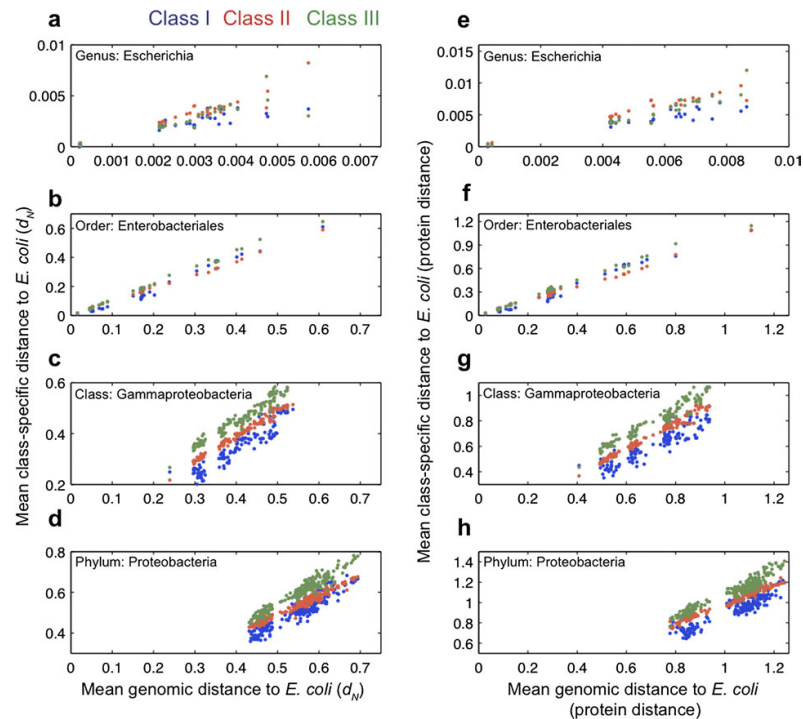 Class I Class II Class III
a
Genus: Escherichia
0.01
0.005
0
0 0.001 0.002 0.003 0.004 0.005 0.006 0.007
b
Order: Enterobacteriales
0.6
0.4
0.2
0
0 0.1 0.2 0.3 0.4 0.5 0.6 0.7
c
Class: Gammaproteobacteria
0.6
0.4
0.2
0 0.1 0.2 0.3 0.4 0.5 0.6 0.7
d
Phylum: Proteobacteria
0.8
0.6
0.4
0 0.1 0.2 0.3 0.4 0.5 0.6 0.7
Mean class-specific distance to E. coli (dN)
Mean genomic distance to E. coli (dN)
e
Genus: Escherichia
0.015
0.01
0.005
0
0 0.002 0.004 0.006 0.008 0.01
f
Order: Enterobacteriales
1.2
0.9
0.6
0.3
0
0 0.2 0.4 0.6 0.8 1 1.2
g
Class: Gammaproteobacteria
1
0.8
0.6
0.4
0 0.2 0.4 0.6 0.8 1 1.2
h
Phylum: Proteobacteria
1.4
1.2
1
0.8
0.6
0 0.2 0.4 0.6 0.8 1 1.2
Mean class-specific distance to E. coli (protein distance)
Mean genomic distance to E. coli
(protein distance)